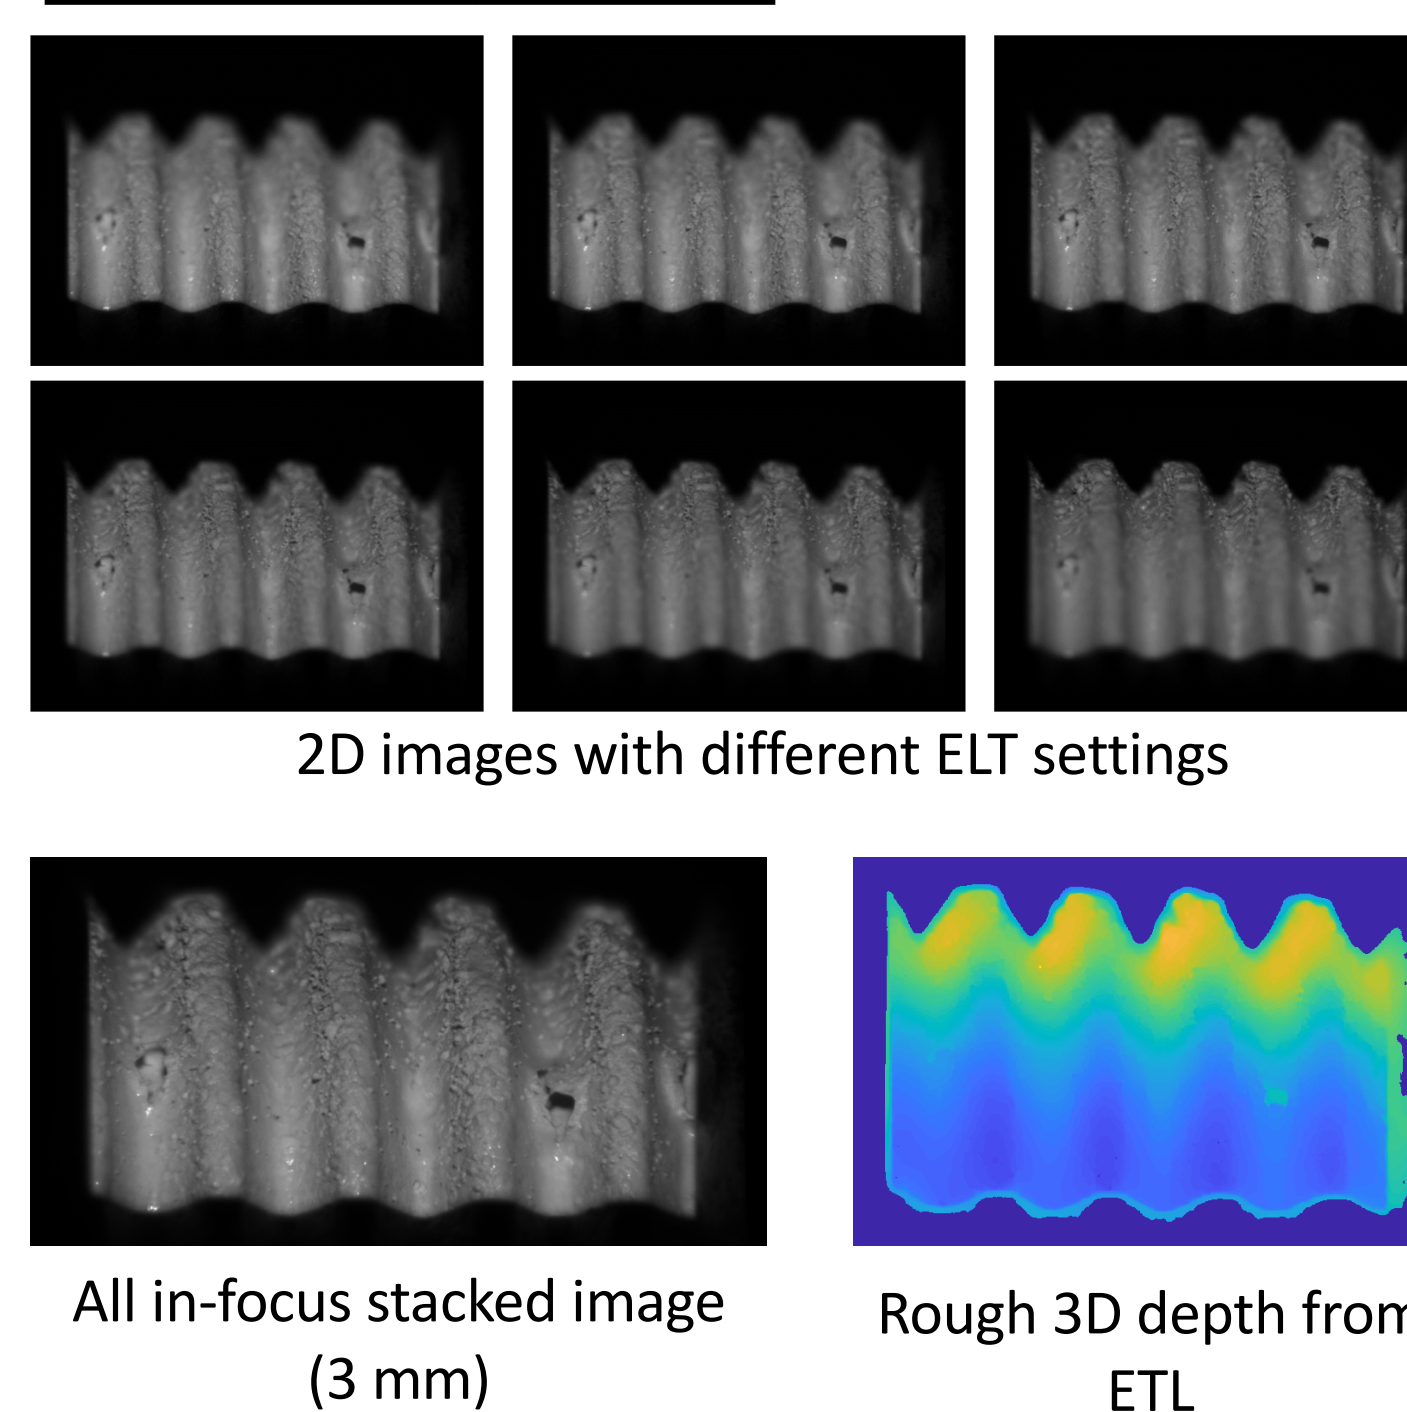 2D images with different ELT settings
All in-focus stacked image
(3 mm)
Rough 3D depth from
ETL